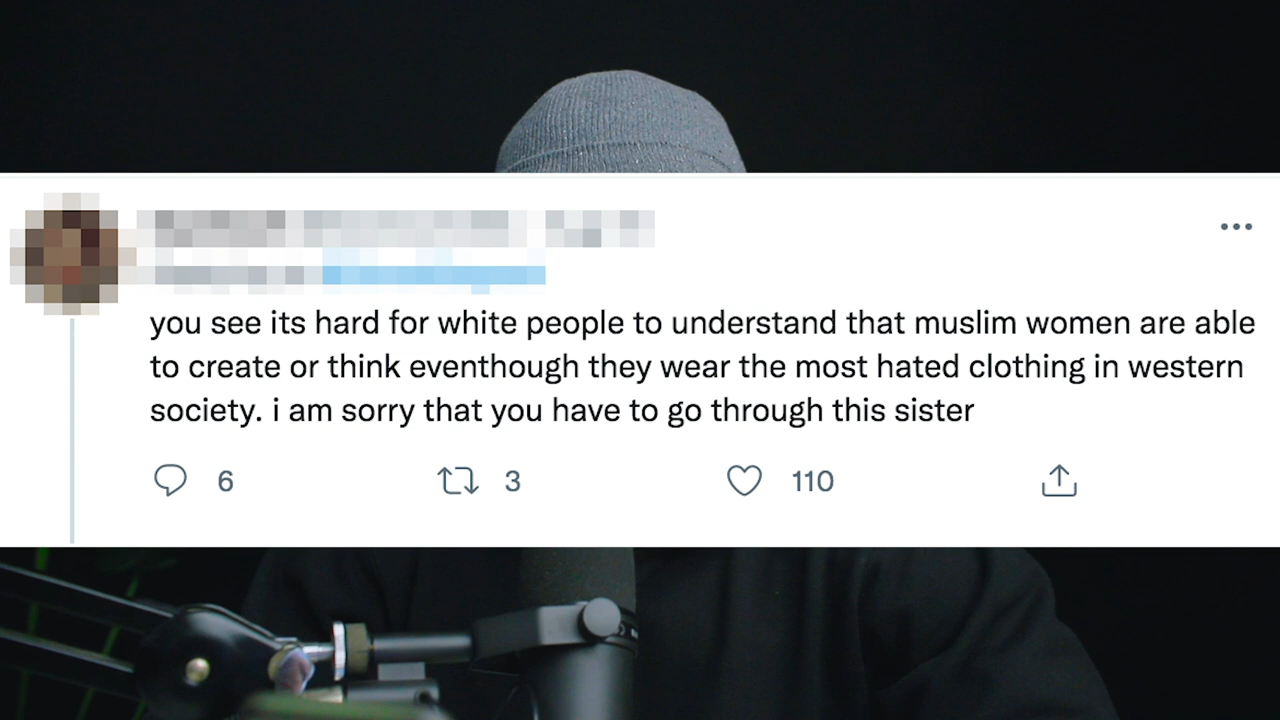 you see its hard for white people to understand that muslim women are able
to create or think eventhough they wear the most hated clothing in western
society. i am sorry that you have to go through this sister
6 3 110